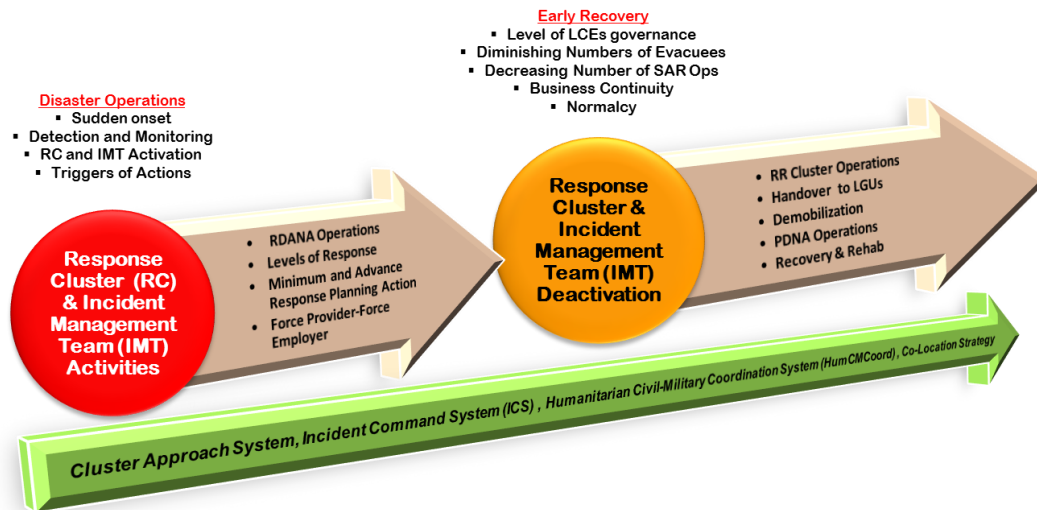 Disaster Operations
▪ Sudden onset
▪ Detection and Monitoring
▪ RC and IMT Activation
▪ Triggers of Actions
Response
Cluster (RC)
& Incident
Management
Team (IMT)
Activities
• RDANA Operations
• Levels of Response
• Minimum and Advance
Response Planning Action
• Force Provider-Force
Employer
Early Recovery
▪ Level of LCEs governance
▪ Diminishing Numbers of Evacuees
▪ Decreasing Number of SAR Ops
▪ Business Continuity
▪ Normalcy
Response
Cluster &
Incident
Management
Team (IMT)
Deactivation
• RR Cluster Operations
• Handover to LGUs
• Demobilization
• PDNA Operations
• Recovery & Rehab
Cluster Approach System, Incident Command System (ICS) , Humanitarian Civil-Military Coordination System (HumCMCoord) , Co-Location Strategy